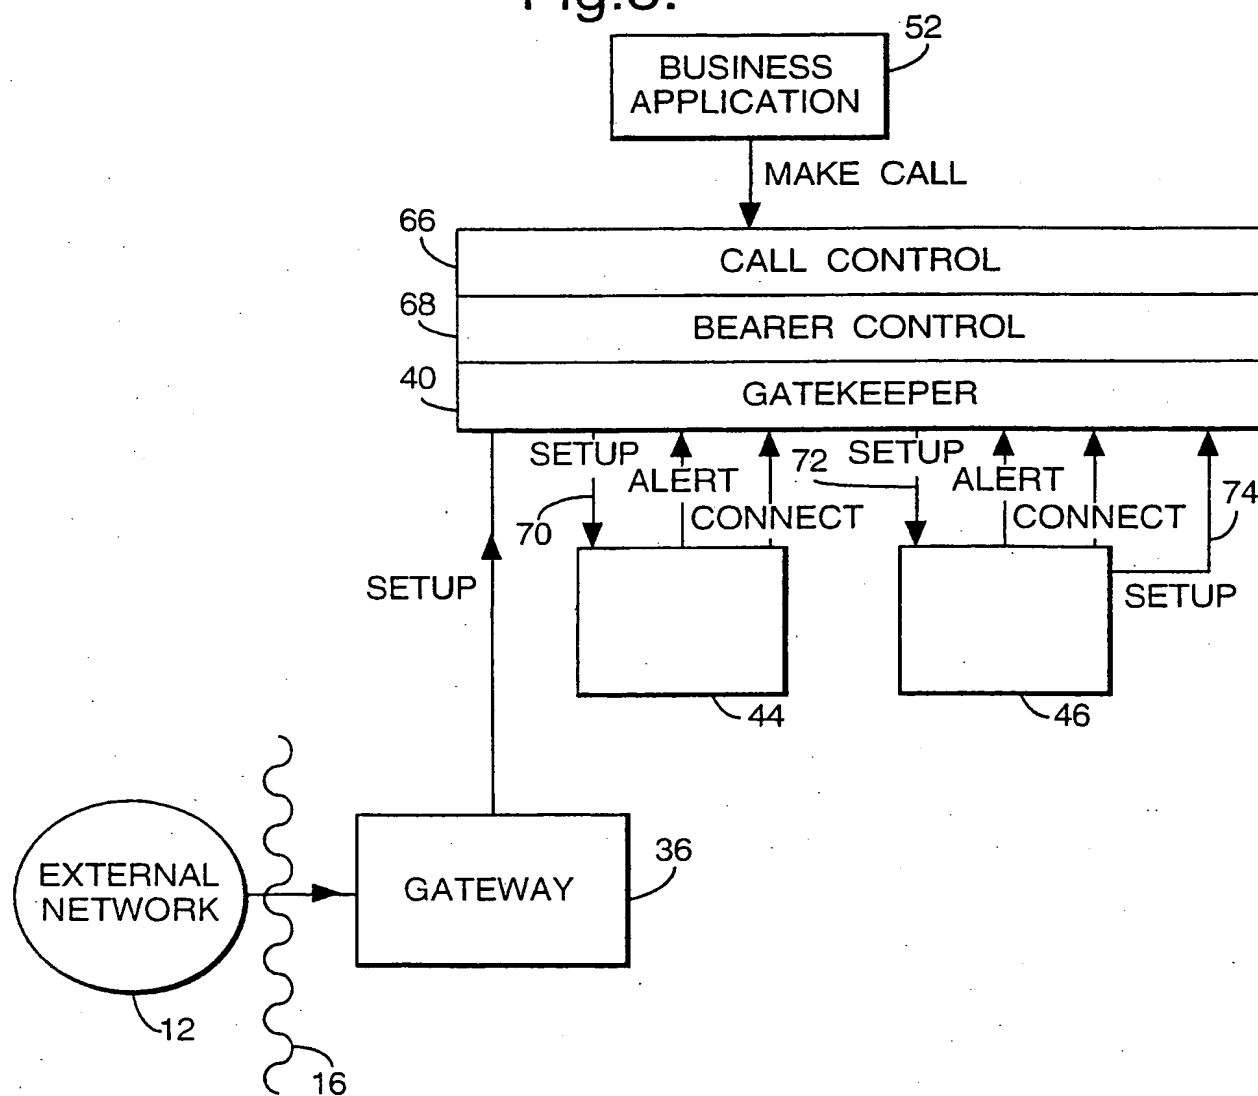 52
BUSINESS
APPLICATION
MAKE CALL
66
CALL CONTROL
68
BEARER CONTROL
40
GATEKEEPER
SETUP
ALERT
CONNECT
70
72
SETUP
ALERT
CONNECT
74
SETUP
SETUP
44
46
EXTERNAL
NETWORK
GATEWAY
36
12
16